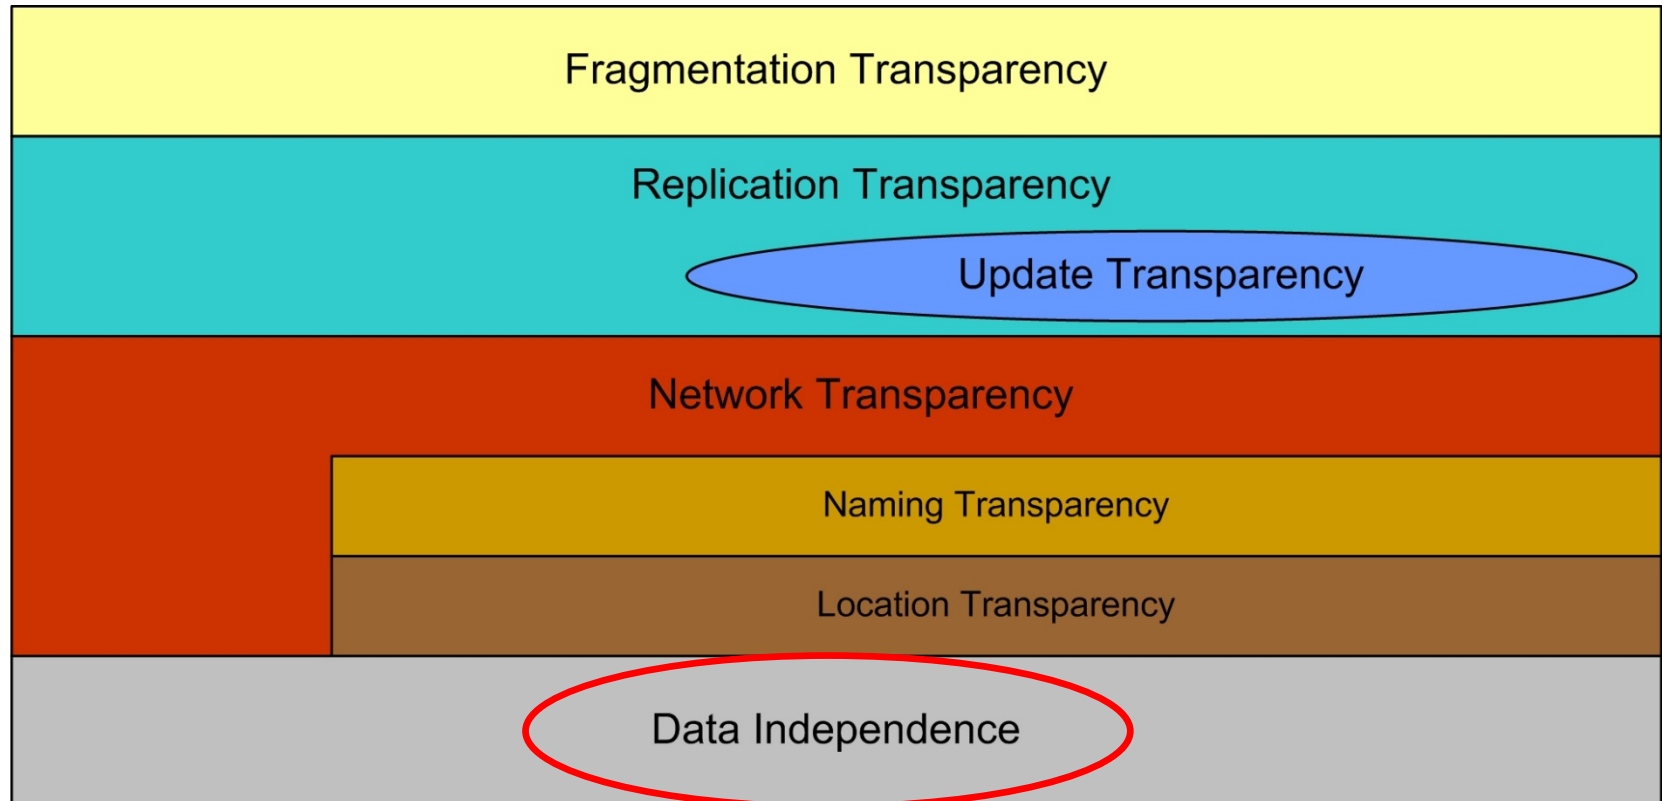 Fragmentation Transparency
Replication Transparency
Update Transparency
Network Transparency
Naming Transparency
Location Transparency
Data Independence